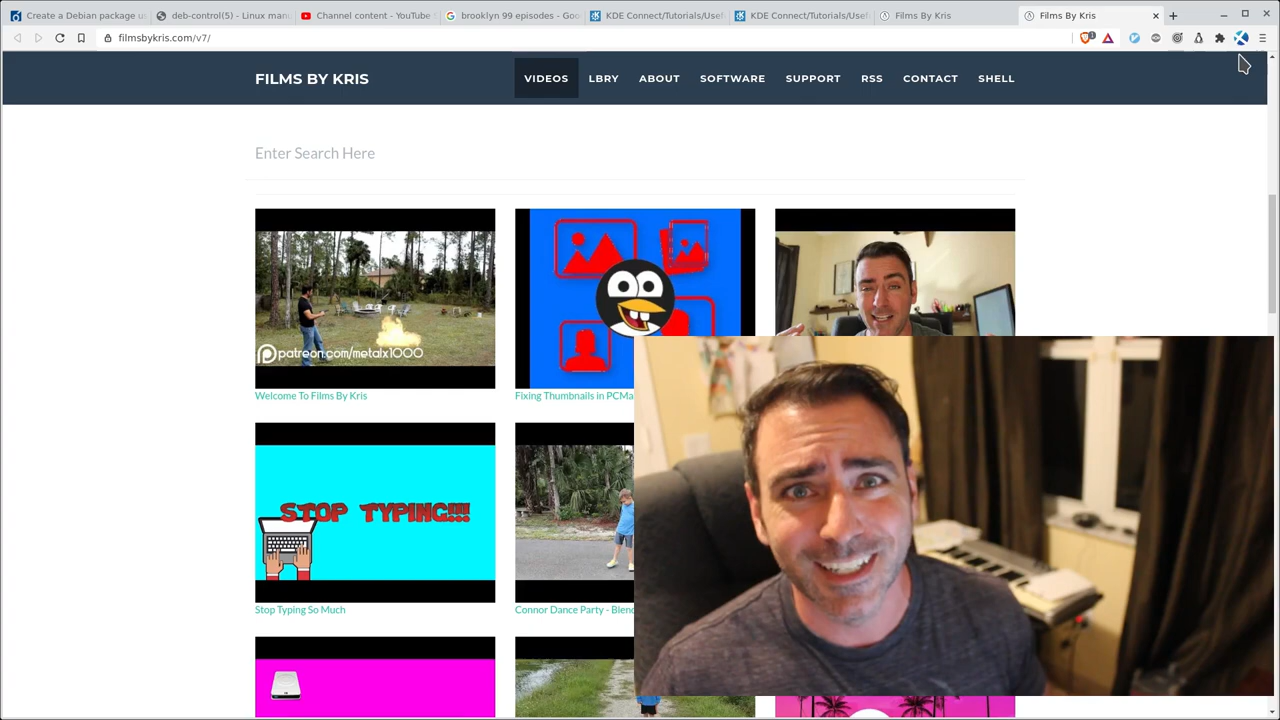 Create a Debian package u
deb-control(5) - Linux man
Channel content - YouTube
brooklyn 99 episodes - Goo
KDE Connect/Tutorials/Usef
KDE Connect/Tutorials/Usef
Films By Kris
Films By Kris
filmsbykris.com/v7/
1
FILMS BY KRIS
VIDEOS
LBRY
ABOUT
SOFTWARE
SUPPORT
RSS
CONTACT
SHELL
Enter Search Here
patreon.com/metalx1000
Welcome To Films By Kris
Fixing Thumbnails in PCMa
STOP TYPING!!!
Stop Typing So Much
Connor Dance Party - Blend